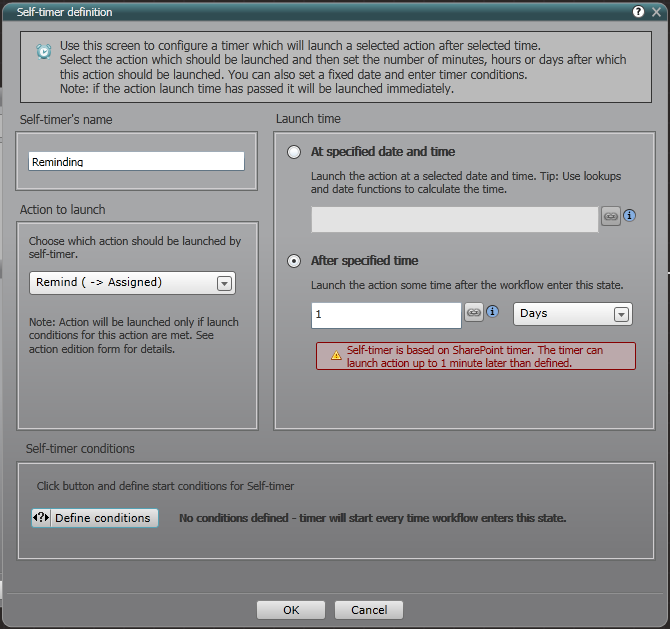 Self-timer definition
Use this screen to configure a timer which will launch a selected action after selected time.
Select the action which should be launched and then set the number of minutes, hours or days after which
this action should be launched. You can also set a fixed date and enter timer conditions.
Note: if the action launch time has passed it will be launched immediately.
Self-timer's name
Reminding
Action to launch
Choose which action should be launched by
self-timer.
Remind ( -> Assigned)
Note: Action will be launched only if launch
conditions for this action are met. See
action edition form for details.
Launch time
At specified date and time
Launch the action at a selected date and time. Tip: Use lookups
and date functions to calculate the time.
After specified time
Launch the action some time after the workflow enter this state.
1
Days
Self-timer is based on SharePoint timer. The timer can
launch action up to 1 minute later than defined.
Self-timer conditions
Click button and define start conditions for Self-timer
Define conditions
No conditions defined - timer will start every time workflow enters this state.
OK
Cancel